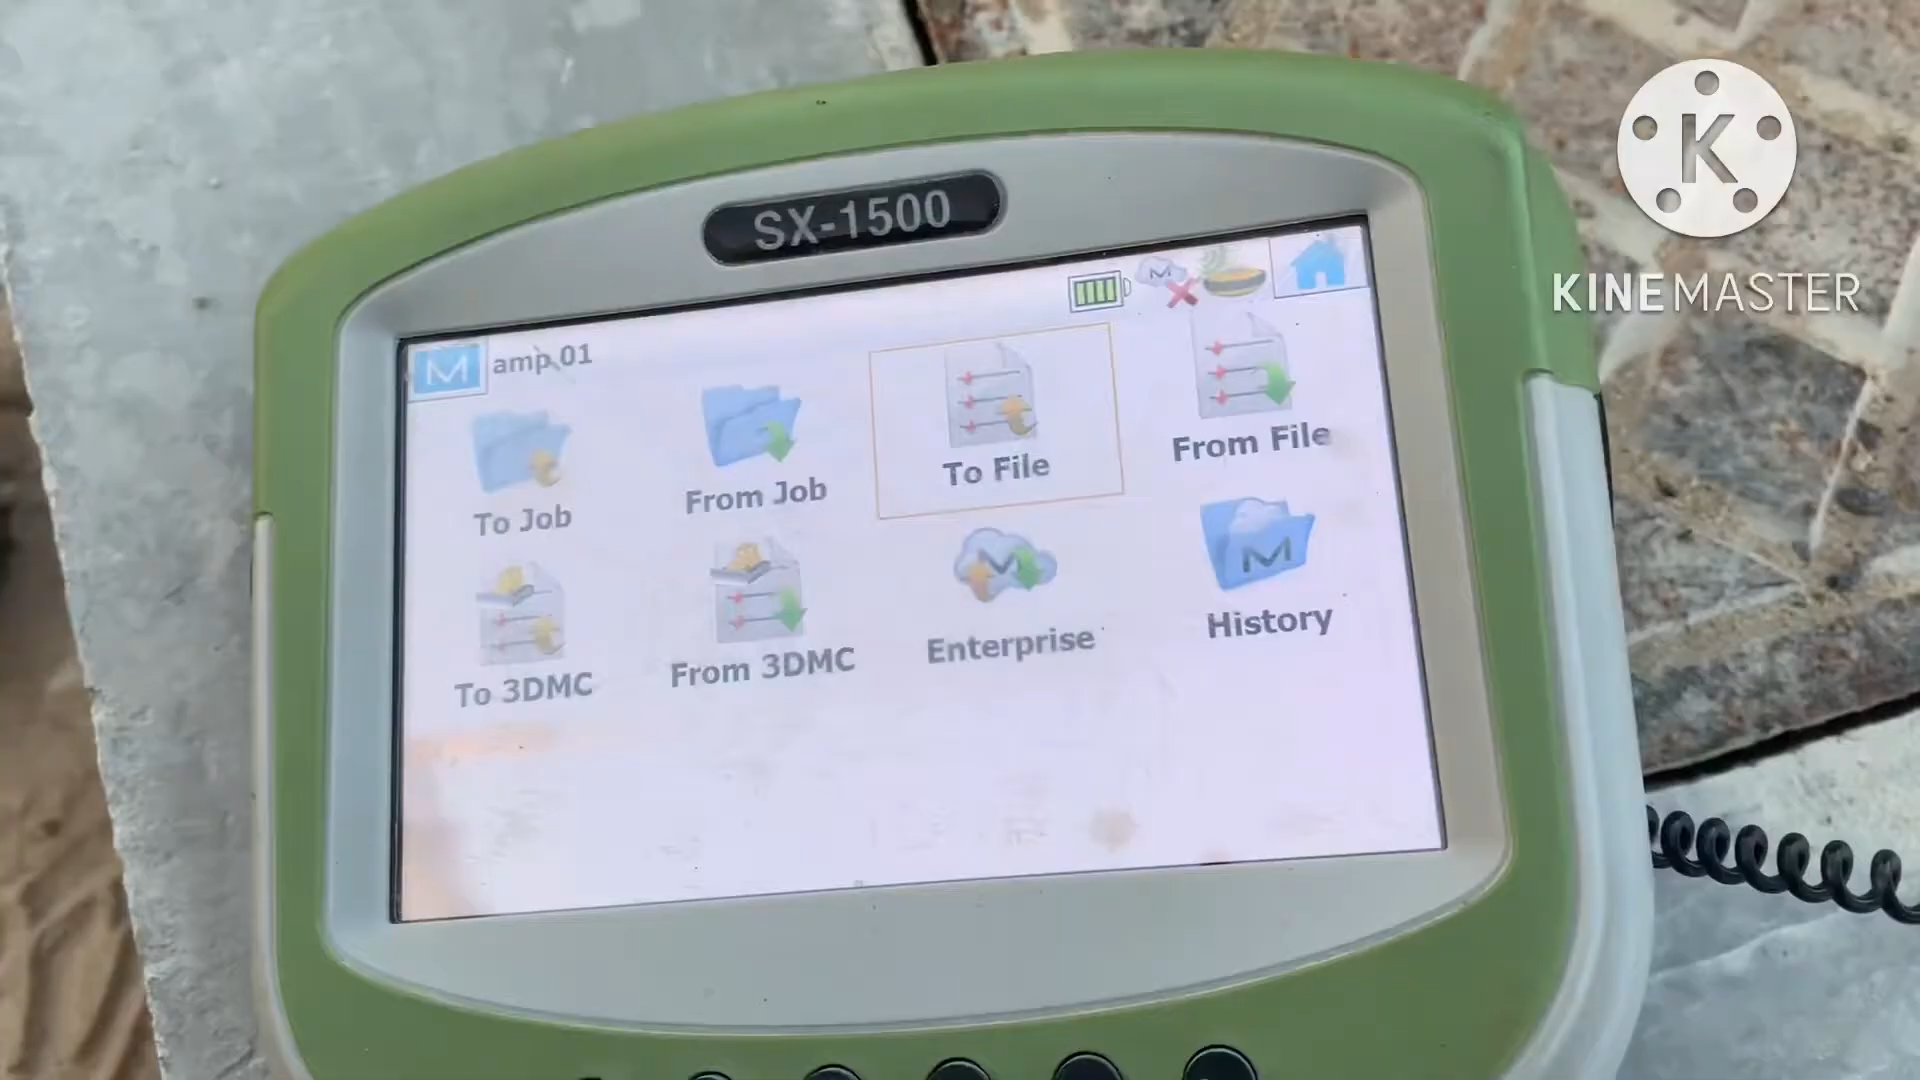 SX-1500
K
KINEMASTER
M
amp 01
To Job
From Job
To File
From File
To 3DMC
From 3DMC
Enterprise
History